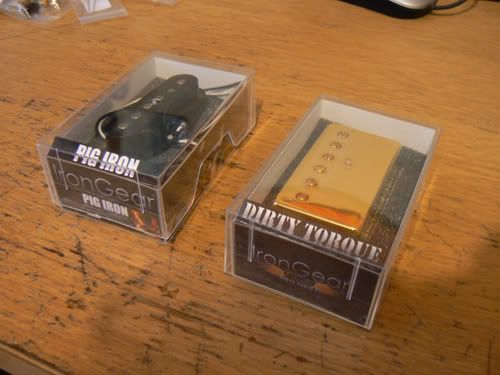 PIG IRON
IronGear
PIG IRON
DIRTY TORQUE
IronGear